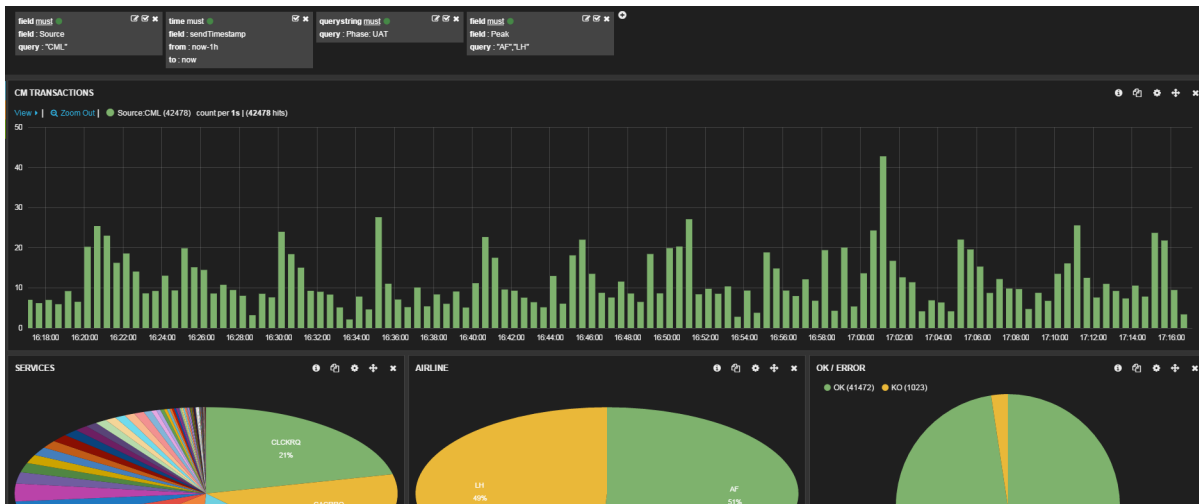 field must
field : Source
query : "CML"
time must
field : sendTimestamp
from : now-1h
to : now
querystring must
query : Phase: UAT
field must
field : Peak
query : "AF","LH"
CM TRANSACTIONS
View | Zoom Out | Source:CML (42478) count per 1s | (42478 hits)
50
40
30
20
10
0
16:18:00 16:20:00 16:22:00 16:24:00 16:26:00 16:28:00 16:30:00 16:32:00 16:34:00 16:36:00 16:38:00 16:40:00 16:42:00 16:44:00 16:46:00 16:48:00 16:50:00 16:52:00 16:54:00 16:56:00 16:58:00 17:00:00 17:02:00 17:04:00 17:06:00 17:08:00 17:10:00 17:12:00 17:14:00 17:16:00
SERVICES
CLCKRQ
21%
AIRLINE
LH
49%
AF
51%
OK / ERROR
OK (41472) KO (1023)